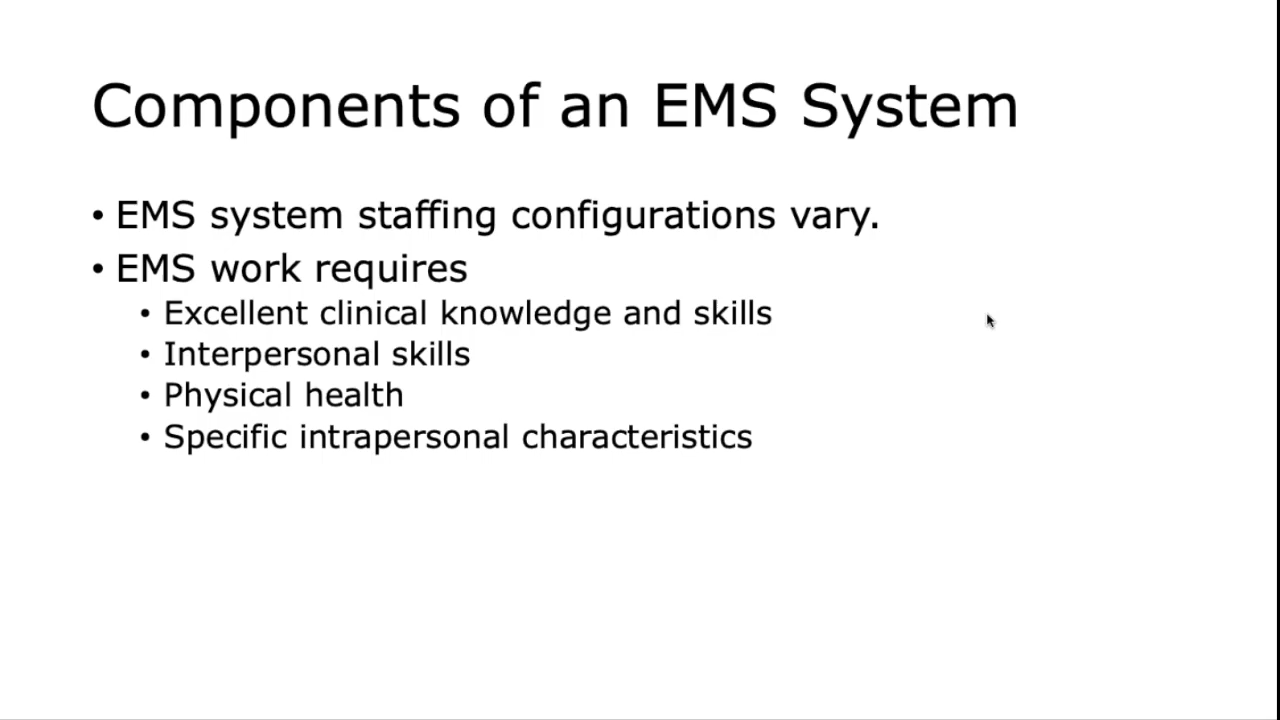 Components of an EMS System
• EMS system staffing configurations vary.
• EMS work requires
• Excellent clinical knowledge and skills
• Interpersonal skills
• Physical health
• Specific intrapersonal characteristics